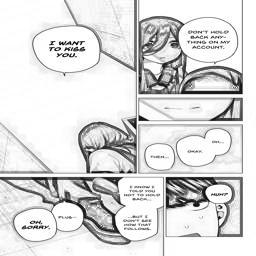 DON'T HOLD
BACK ANY-
THING ON MY
ACCOUNT.
OH...
OKAY.
THEN...
I WANT
TO KISS
YOU.
HUH?
I KNOW I
TOLD YOU
NOT TO HOLD
BACK...
...BUT I
DON'T SEE
HOW THAT
FOLLOWS.
PLUS--
OH,
SORRY.